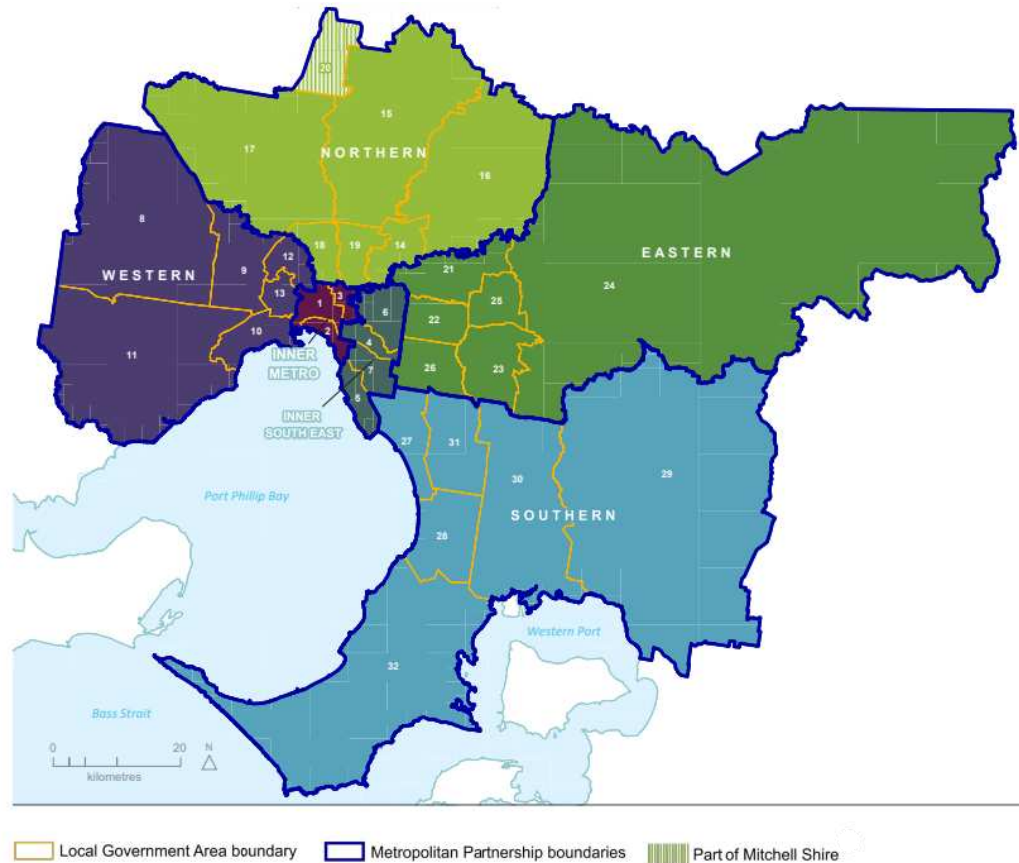 20
15
17
NORTHERN
16
8
18
19
14
12
21
WESTERN
9
EASTERN
24
13
25
1
3
6
22
10
2
11
4
INNER
METRO
7
26
23
5
INNER
SOUTH EAST
27
31
29
30
Port Phillip Bay
SOUTHERN
28
Western Port
32
Bass Strait
0 20 N
kilometres
Local Government Area boundary Metropolitan Partnership boundaries Part of Mitchell Shire